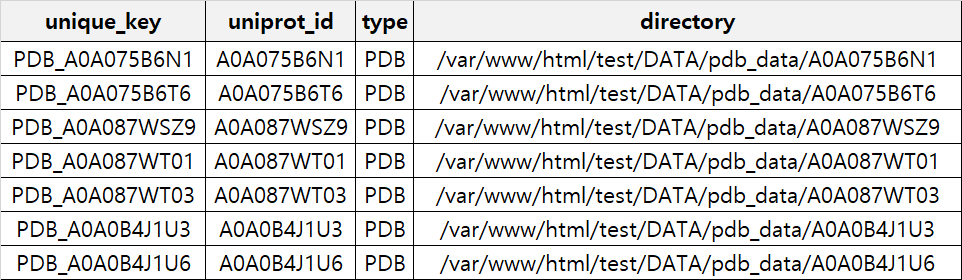 unique_key uniprot_id type directory
PDB_A0A075B6N1 A0A075B6N1 PDB /var/www/html/test/DATA/pdb_data/A0A075B6N1
PDB_A0A075B6T6 A0A075B6T6 PDB /var/www/html/test/DATA/pdb_data/A0A075B6T6
PDB_A0A087WSZ9 A0A087WSZ9 PDB /var/www/html/test/DATA/pdb_data/A0A087WSZ9
PDB_A0A087WT01 A0A087WT01 PDB /var/www/html/test/DATA/pdb_data/A0A087WT01
PDB_A0A087WT03 A0A087WT03 PDB /var/www/html/test/DATA/pdb_data/A0A087WT03
PDB_A0A0B4J1U3 A0A0B4J1U3 PDB /var/www/html/test/DATA/pdb_data/A0A0B4J1U3
PDB_A0A0B4J1U6 A0A0B4J1U6 PDB /var/www/html/test/DATA/pdb_data/A0A0B4J1U6